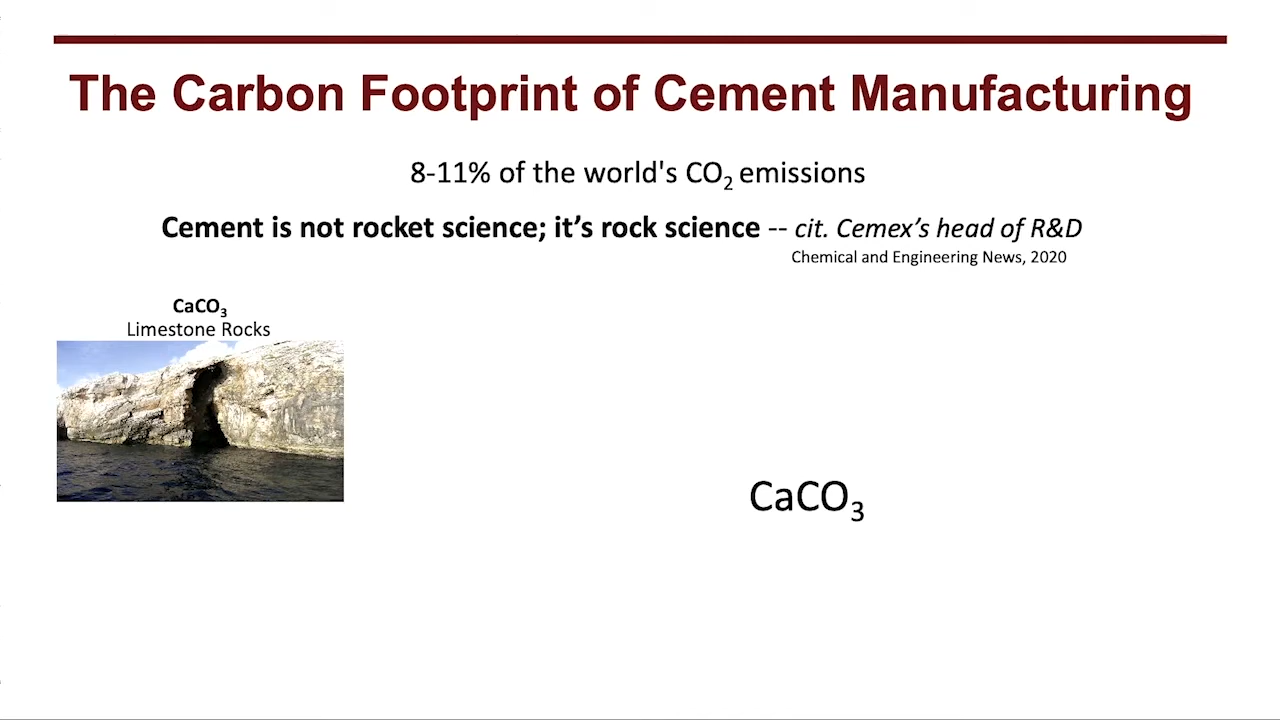 The Carbon Footprint of Cement Manufacturing
8-11% of the world's CO₂ emissions
Cement is not rocket science; it’s rock science -- cit. Cemex’s head of R&D
Chemical and Engineering News, 2020
CaCO₃
Limestone Rocks
CaCO₃